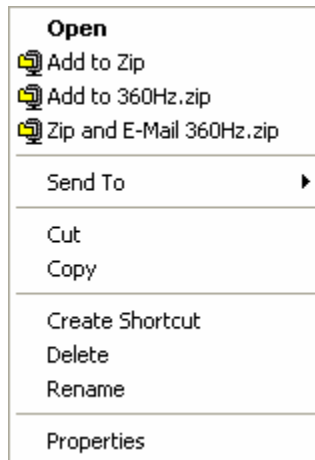 Open
Add to Zip
Add to 360Hz.zip
Zip and E-Mail 360Hz.zip
Send To
Cut
Copy
Create Shortcut
Delete
Rename
Properties